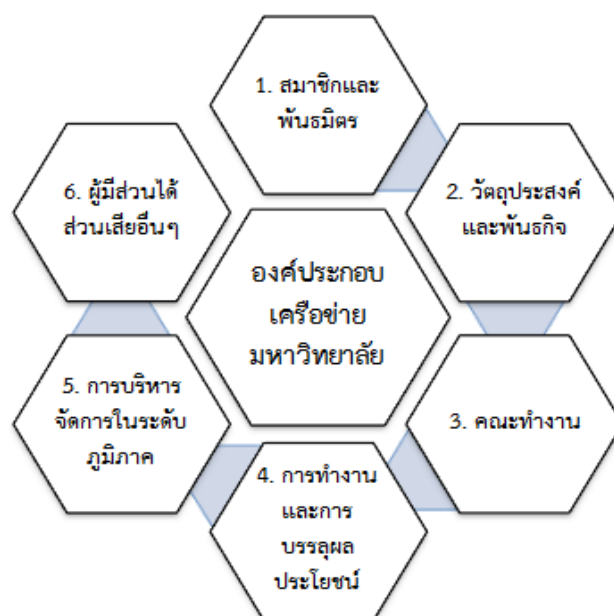 1. สมาชิกและ
พันธมิตร
2. วัตถุประสงค์
และพันธกิจ
3. คณะทำงาน
4. การทำงาน
และการ
บรรลุผล
ประโยชน์
5. การบริหาร
จัดการในระดับ
ภูมิภาค
6. ผู้มีส่วนได้
ส่วนเสียอื่นๆ
องค์ประกอบ
เครือข่าย
มหาวิทยาลัย